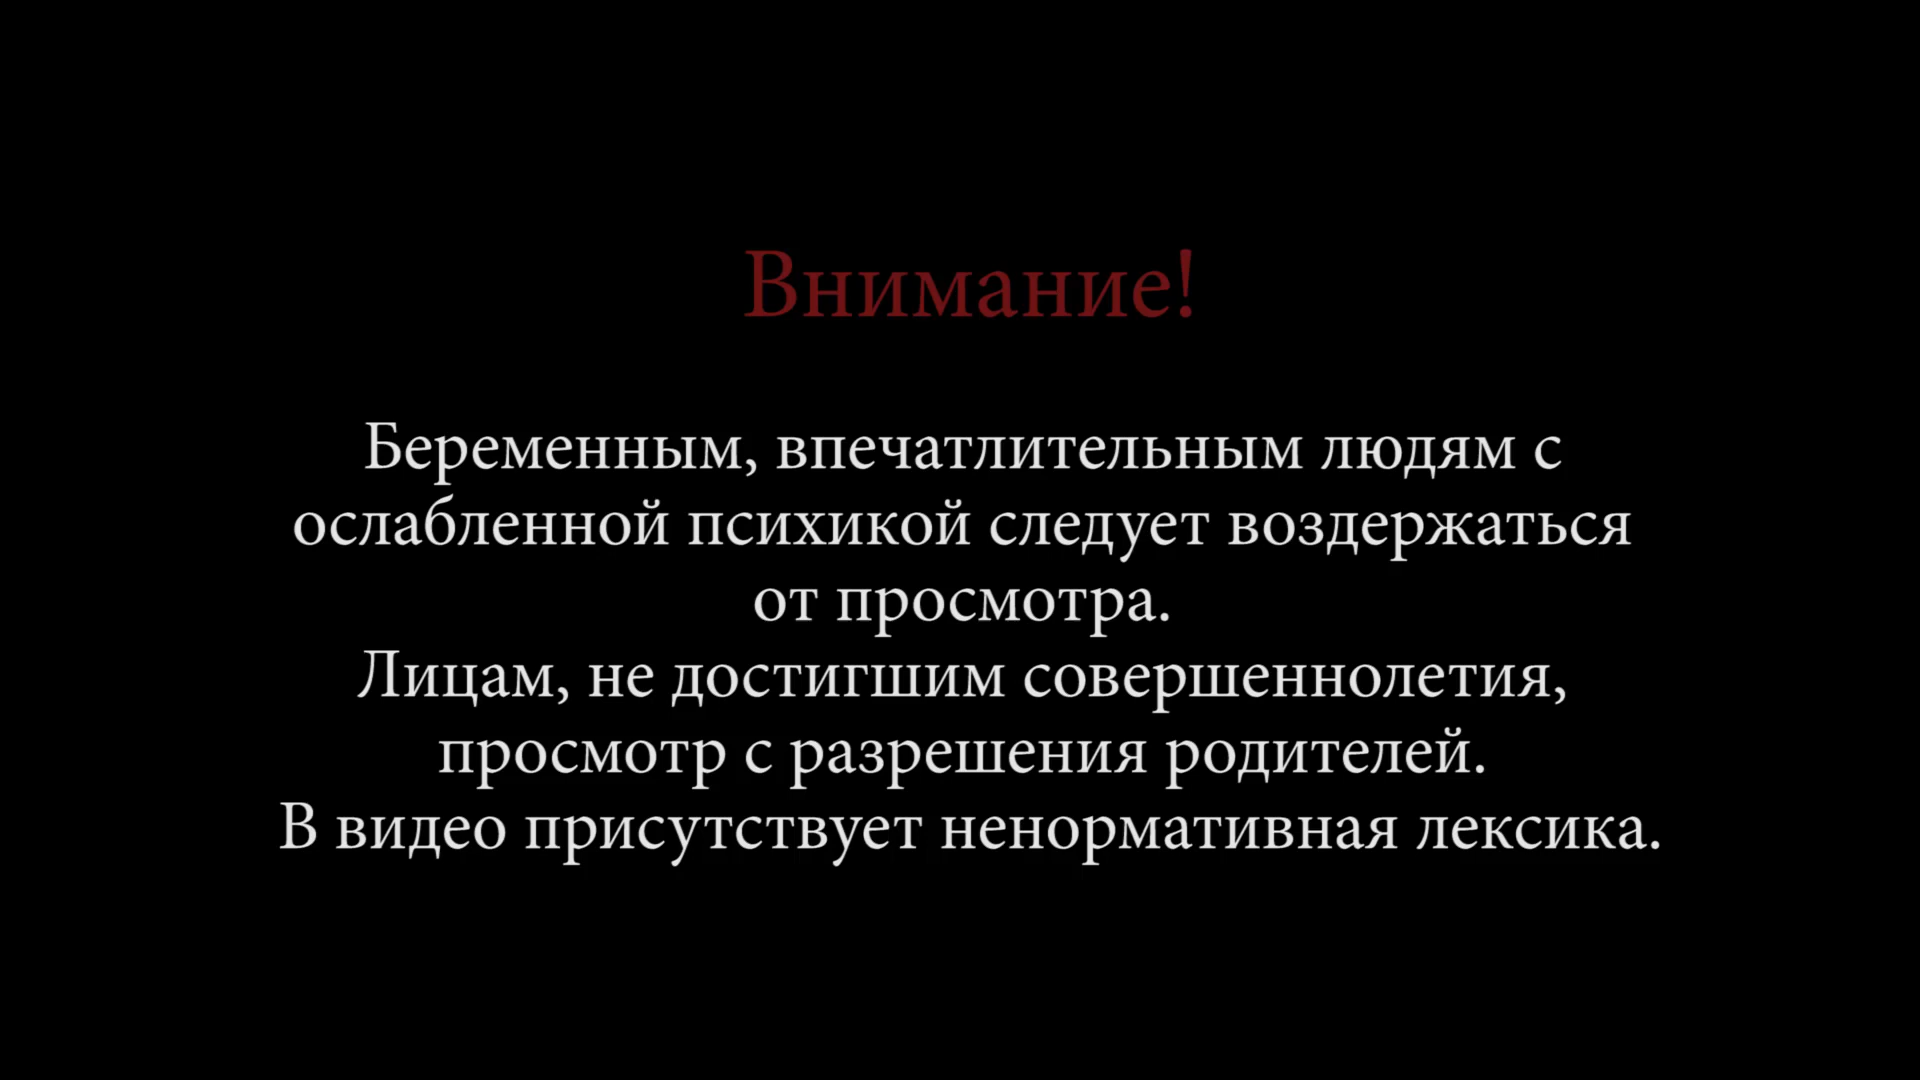 Внимание!
Беременным, впечатлительным людям с
ослабленной психикой следует воздержаться
от просмотра.
Лицам, не достигшим совершеннолетия,
просмотр с разрешения родителей.
В видео присутствует ненормативная лексика.